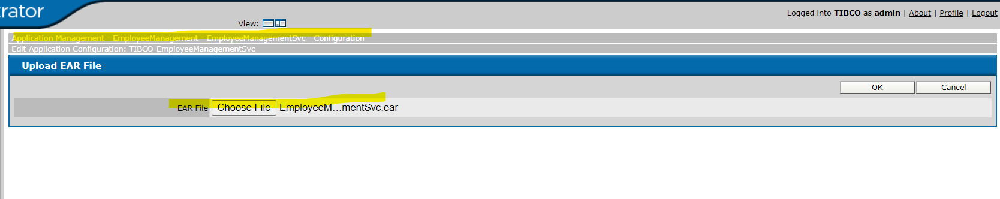 trator
Logged into TIBCO as admin | About | Profile | Logout
View:
Application Management - EmployeeManagement - EmployeeManagementSvc - Configuration
Edit Application Configuration: TIBCO-EmployeeManagementSvc
Upload EAR File
OK Cancel
EAR File Choose File EmployeeM...mentSvc.ear